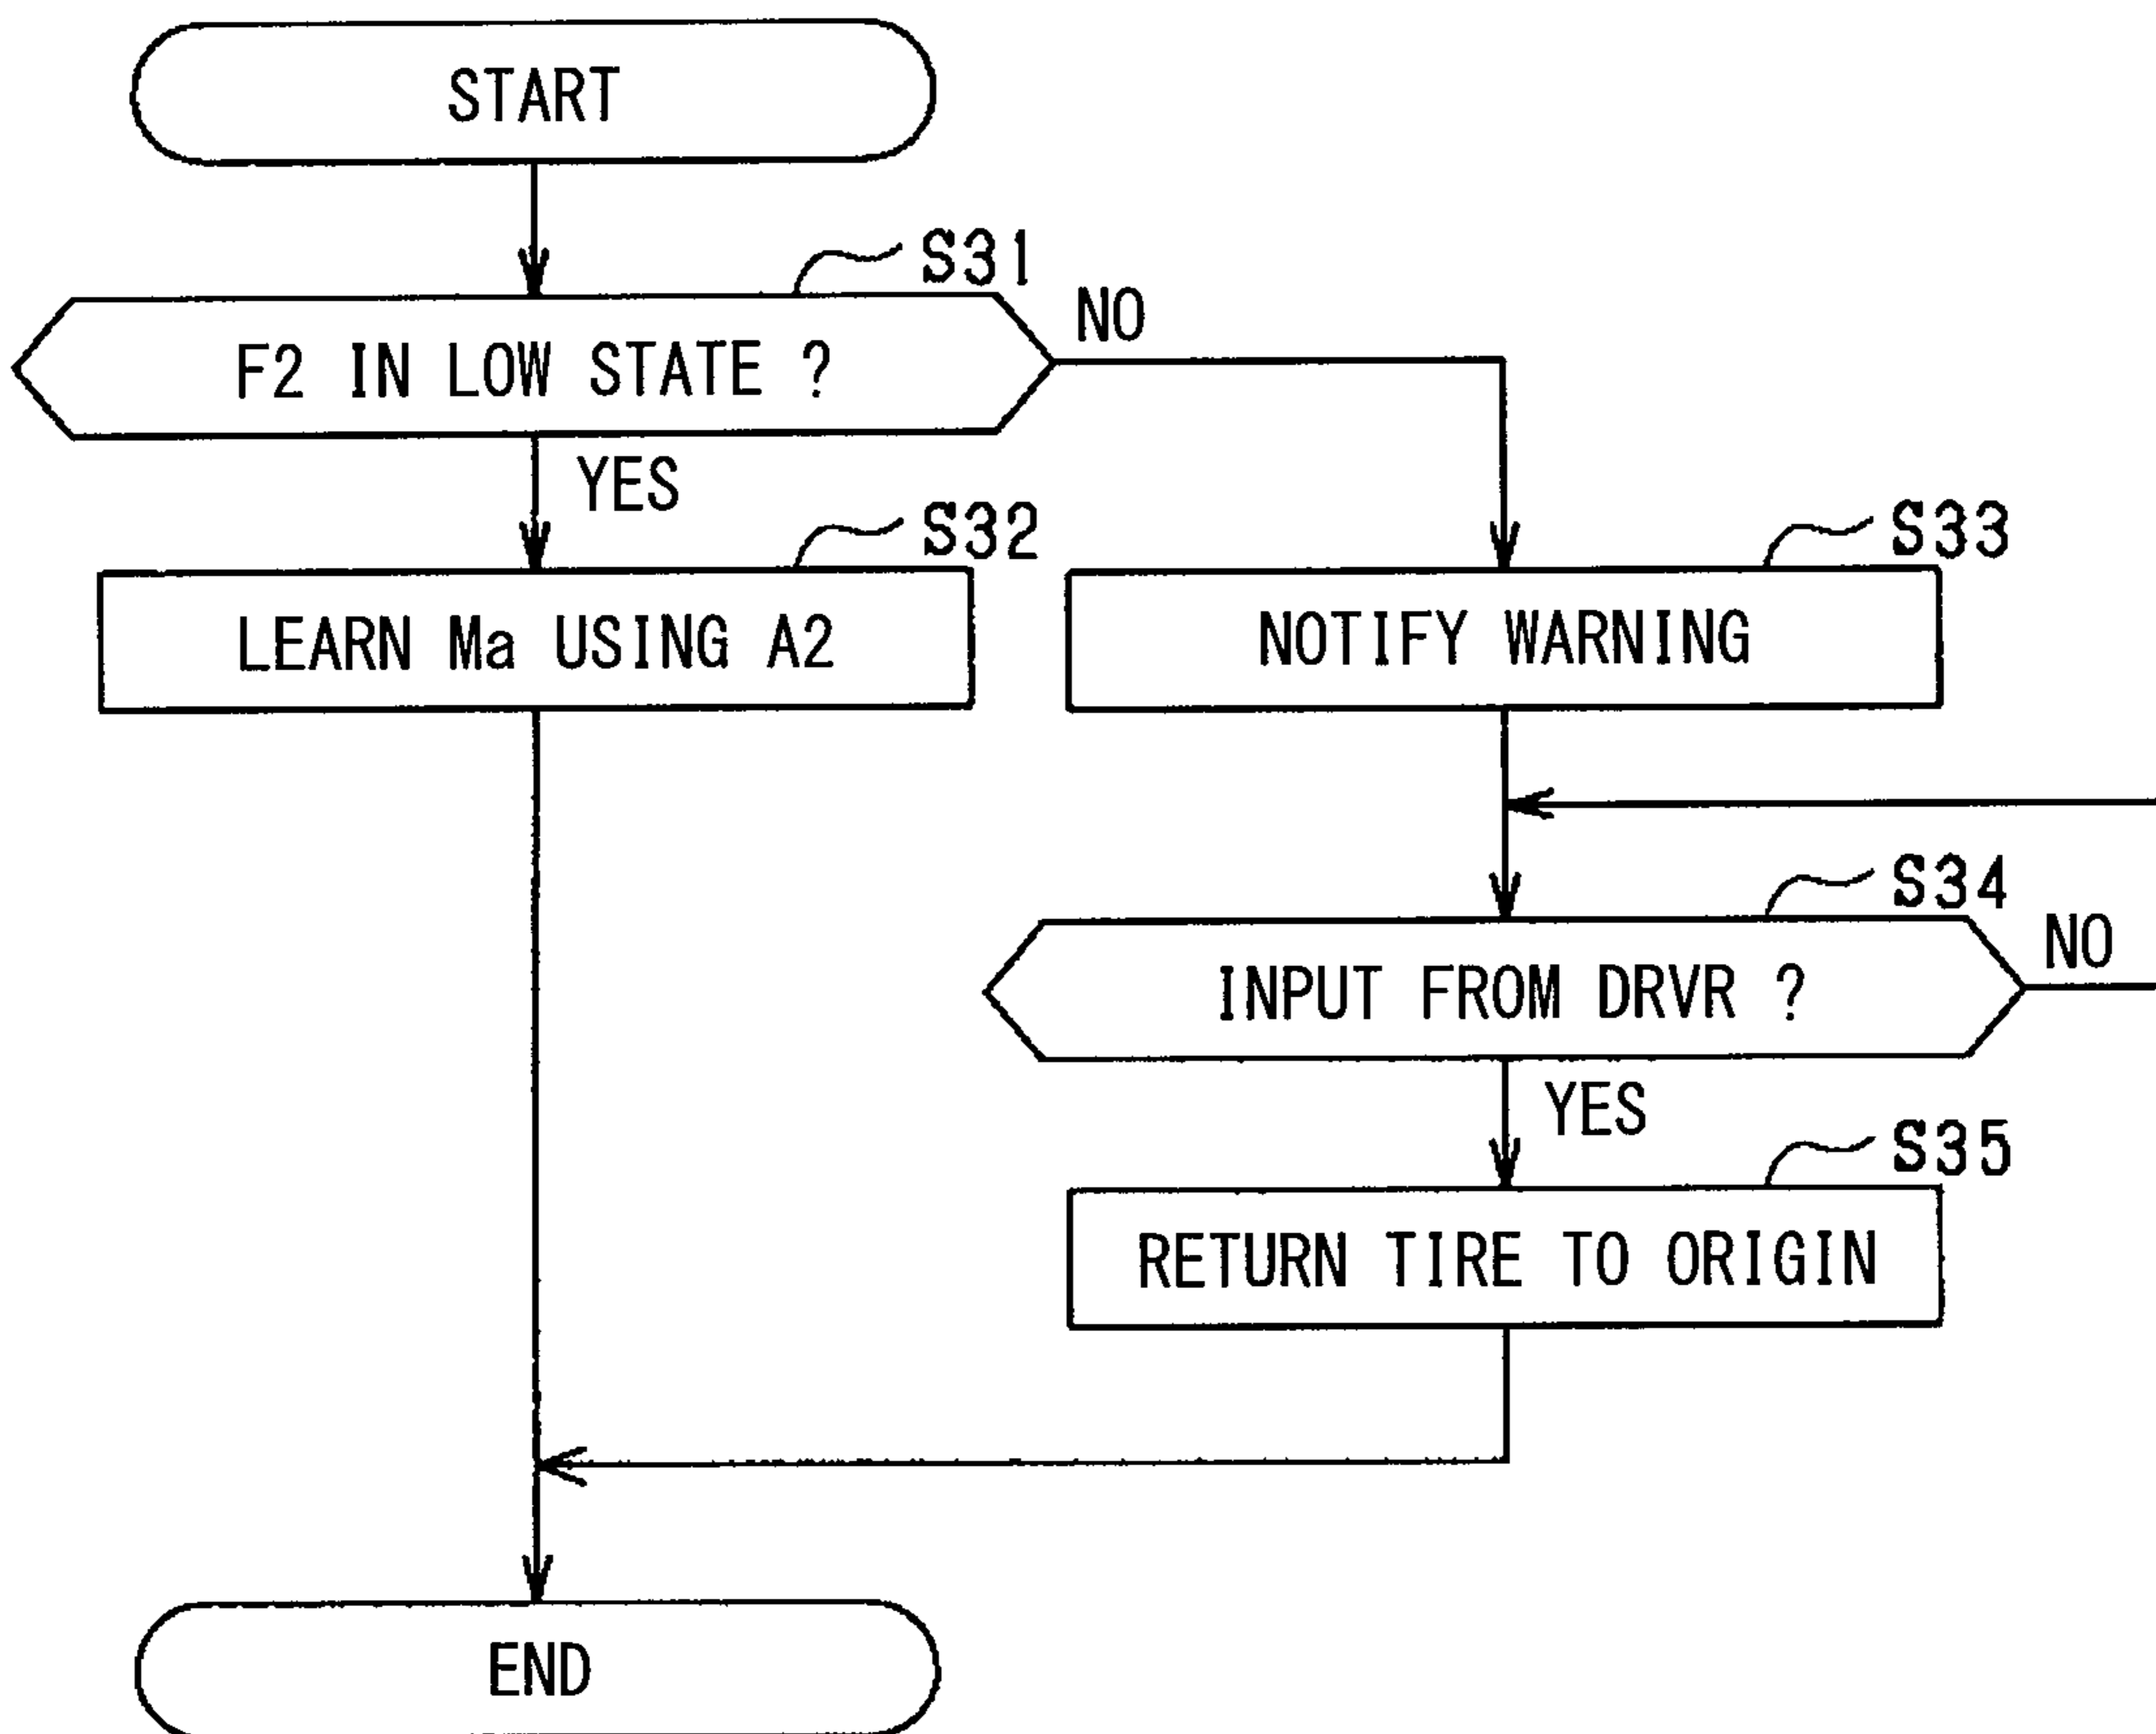 START
S31
F2 IN LOW STATE ?
NO
YES
S32
LEARN Ma USING A2
S33
NOTIFY WARNING
S34
INPUT FROM DRVR ?
NO
YES
S35
RETURN TIRE TO ORIGIN
END